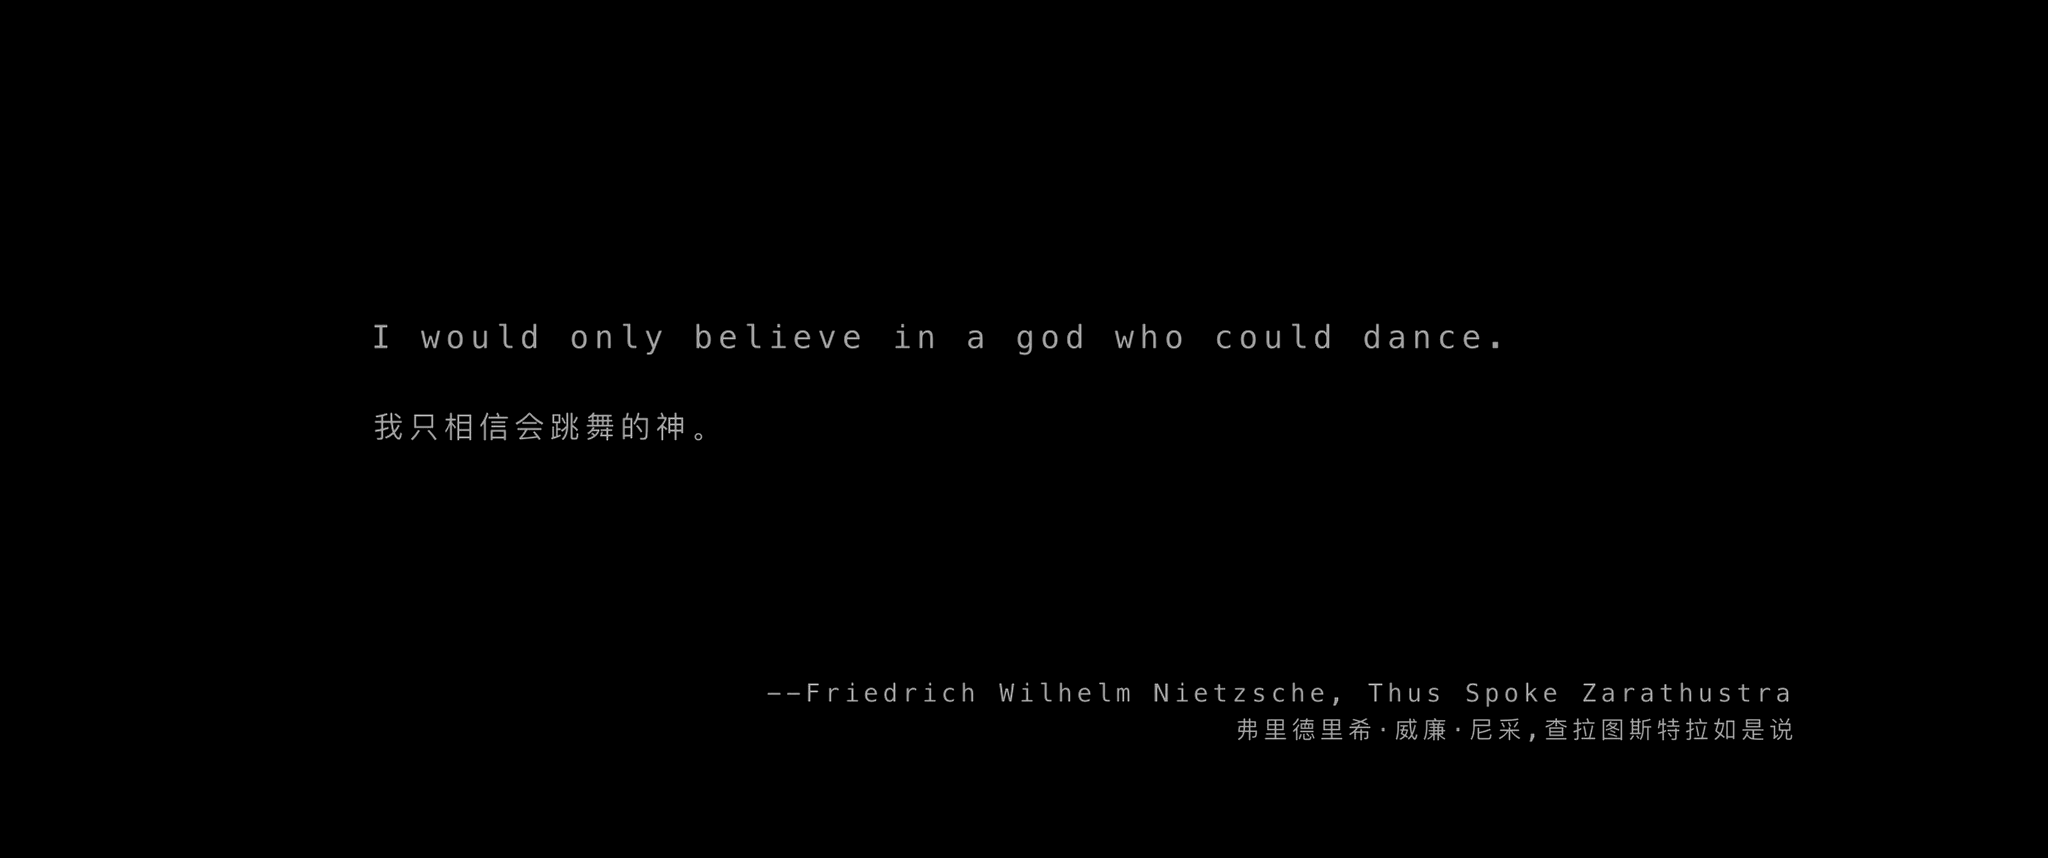 I would only believe in a god who could dance.
我只相信会跳舞的神。
--Friedrich Wilhelm Nietzsche, Thus Spoke Zarathustra
弗里德里希·威廉·尼采,查拉图斯特拉如是说